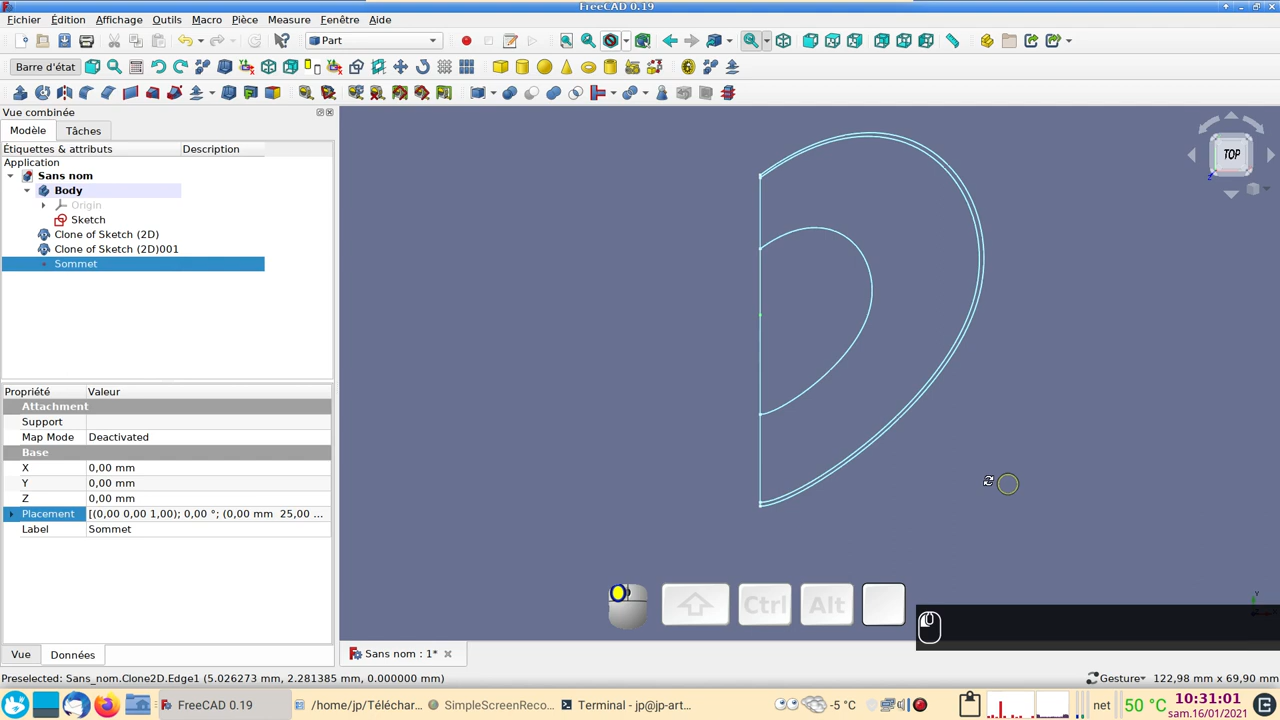 FreeCAD 0.19
Fichier Édition Affichage Outils Macro Pièce Measure Fenêtre Aide
Part
Barre d'état
Vue combinée
Modèle Tâches
Étiquettes & attributs Description
Application
Sans nom
Body
Origin
Sketch
Clone of Sketch (2D)
Clone of Sketch (2D)001
Sommet
TOP
Propriété Valeur
Attachment
Support
Map Mode Deactivated
Base
X 0,00 mm
Y 0,00 mm
Z 0,00 mm
Placement [(0,00 0,00 1,00); 0,00 °; (0,00 mm 25,00 ...
Label Sommet
Ctrl Alt
Vue Données
Sans nom : 1*
Preselected: Sans_nom.Clone2D.Edge1 (5.026273 mm, 2.281385 mm, 0.000000 mm)
Gesture 122,98 mm x 69,90 mm
FreeCAD 0.19 /home/jp/Téléchar... SimpleScreenReco... Terminal - jp@jp-art... -5 °C net 50 °C 10:31:01
sam.16/01/2021